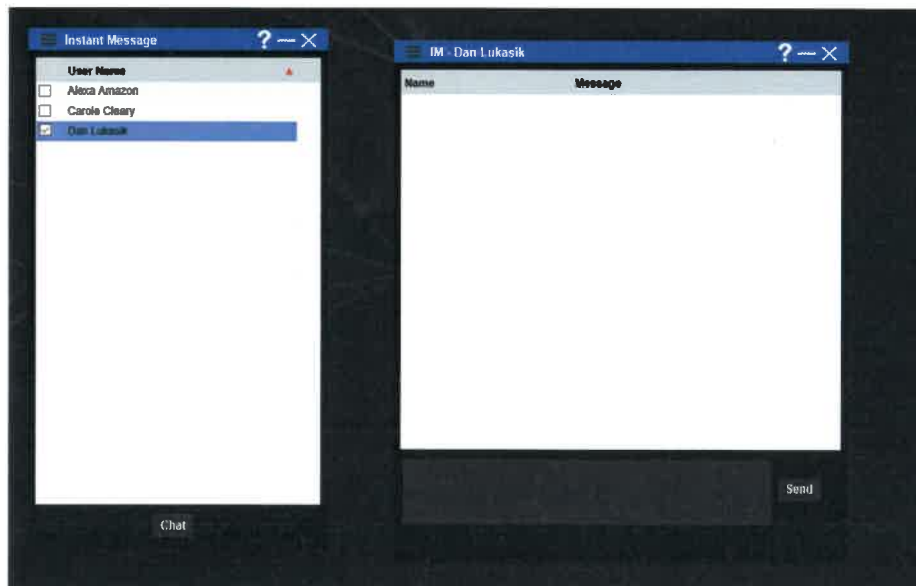 Instant Message
User Name
Alexa Amazon
Carole Cleary
Dan Lukasik
Chat
IM - Dan Lukasik
Name Message
Send